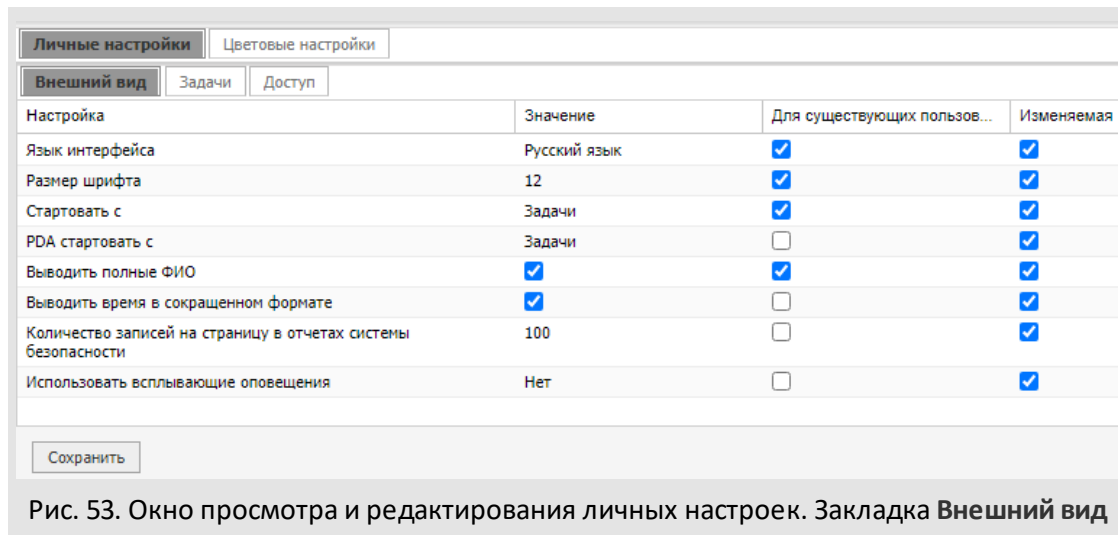 Личные настройки Цветовые настройки
Внешний вид Задачи Доступ
Настройка Значение Для существующих пользов... Изменяемая
Язык интерфейса Русский язык
Размер шрифта 12
Стартовать с Задачи
PDA стартовать с Задачи
Выводить полные ФИО
Выводить время в сокращенном формате
Количество записей на страницу в отчетах системы 100
безопасности
Использовать всплывающие оповещения Нет
Сохранить
Рис. 53. Окно просмотра и редактирования личных настроек. Закладка Внешний вид